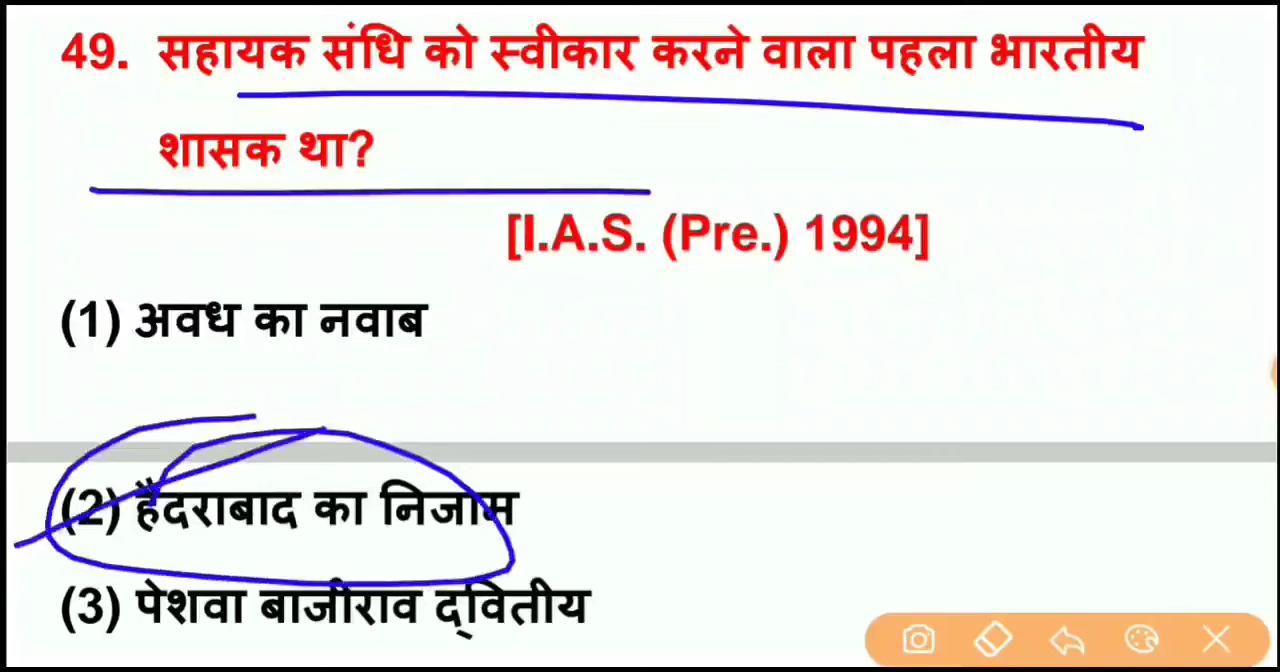 49. सहायक संधि को स्वीकार करने वाला पहला भारतीय
शासक था?
[I.A.S. (Pre.) 1994]
(1) अवध का नवाब
(2) हैदराबाद का निजाम
(3) पेशवा बाजीराव द्वितीय